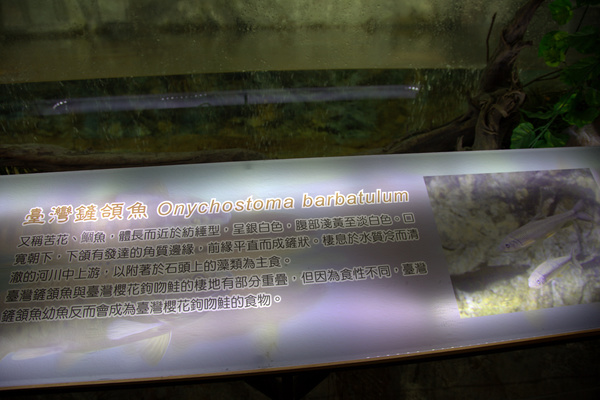 臺灣鏟頜魚 Onychostoma barbatulum
又稱苦花、鯝魚，體長而近於紡綞型，呈銀白色，腹部淺黃至淡白色。口
寬朝下，下頜有發達的角質邊緣，前緣平直而成鏟狀。棲息於水質冷而清
澈的河川中上游，以附著於石頭上的藻類為主食。
臺灣鏟頜魚與臺灣櫻花鉤吻鮭的棲地有部分重疊，但因為食性不同，臺灣
鏟頜魚幼魚反而會成為臺灣櫻花鉤吻鮭的食物。